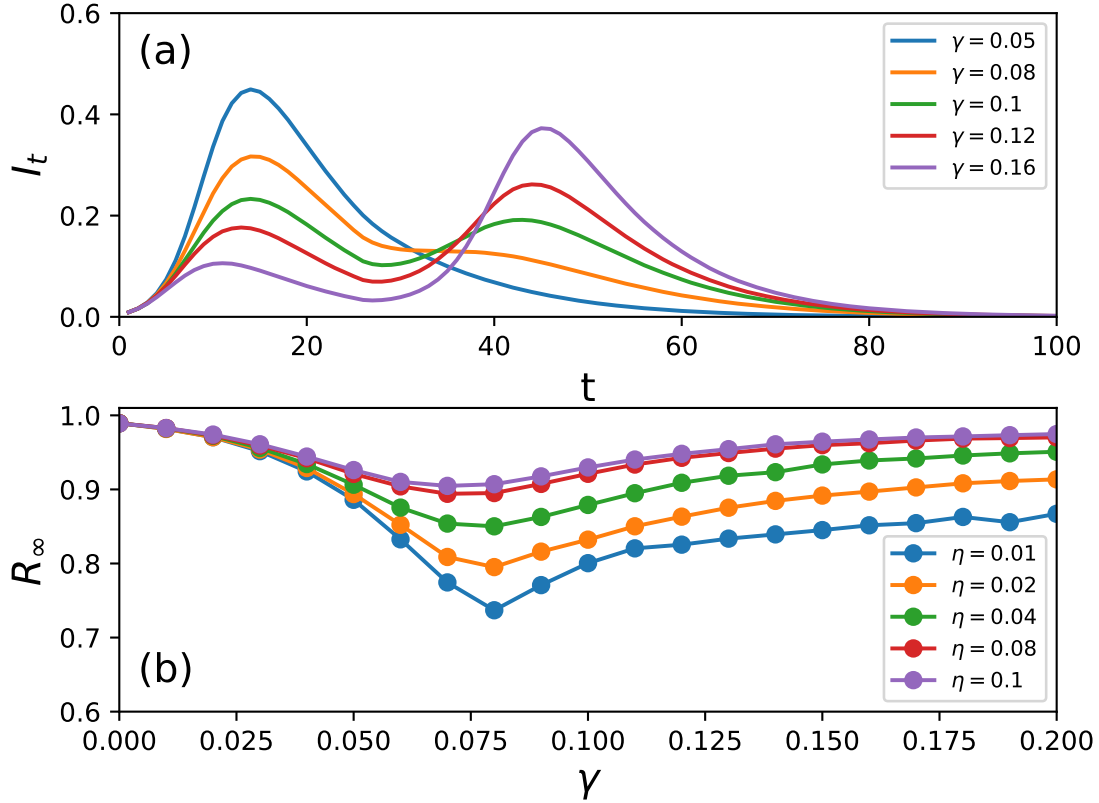 (a)
0.6
0.4
0.2
0.0
I_t
γ = 0.05
γ = 0.08
γ = 0.1
γ = 0.12
γ = 0.16
0 20 40 60 80 100
t
(b)
1.0
0.9
0.8
0.7
0.6
R_∞
η = 0.01
η = 0.02
η = 0.04
η = 0.08
η = 0.1
0.000 0.025 0.050 0.075 0.100 0.125 0.150 0.175 0.200
γ